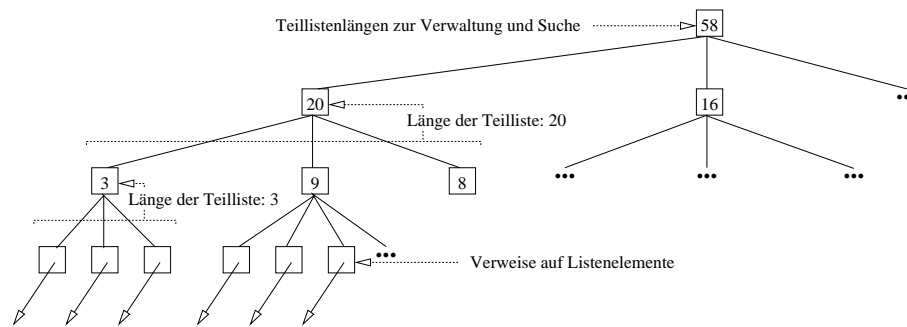 Teillistenlängen zur Verwaltung und Suche
58
20
16
•••
Länge der Teilliste: 20
3
9
8
•••
•••
•••
Länge der Teilliste: 3
•••
Verweise auf Listenelemente